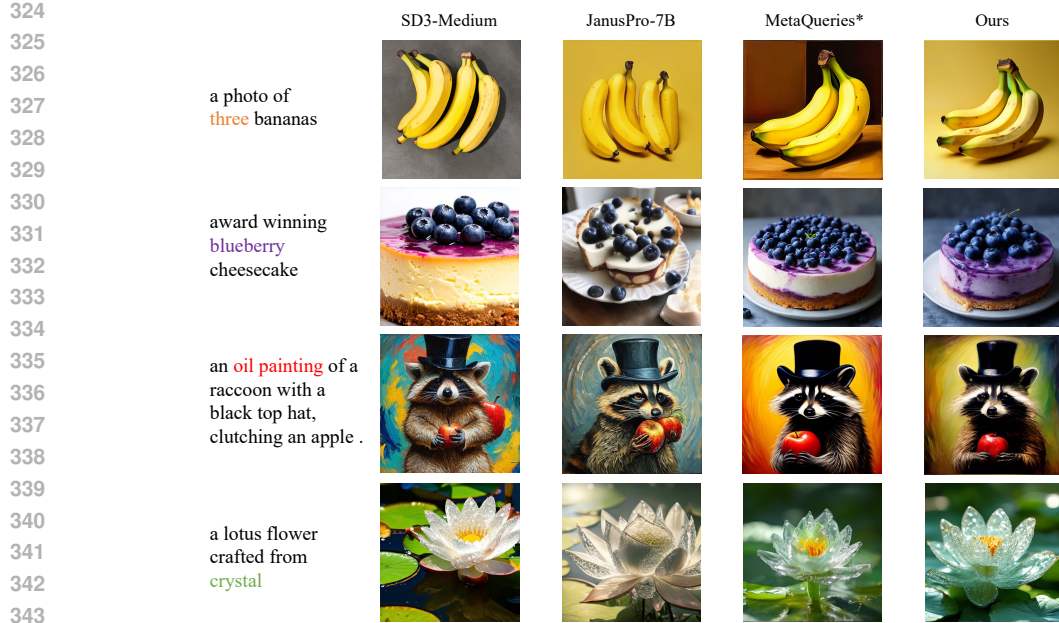 324
325
326
327
328
329
330
331
332
333
334
335
336
337
338
339
340
341
342
343
SD3-Medium JanusPro-7B MetaQueries* Ours
a photo of
three bananas
award winning
blueberry
cheesecake
an oil painting of a
raccoon with a
black top hat,
clutching an apple .
a lotus flower
crafted from
crystal